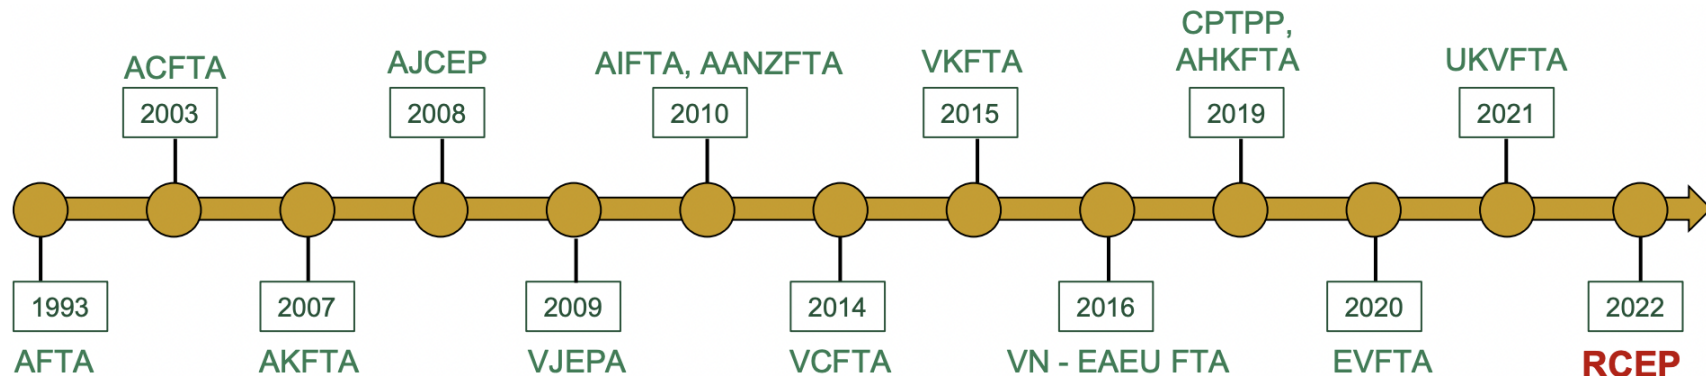 AFTA
1993
ACFTA
2003
AKFTA
2007
AJCEP
2008
VJEPA
2009
AIFTA, AANZFTA
2010
VCFTA
2014
VKFTA
2015
VN - EAEU FTA
2016
CPTPP,
AHKFTA
2019
EVFTA
2020
UKVFTA
2021
RCEP
2022